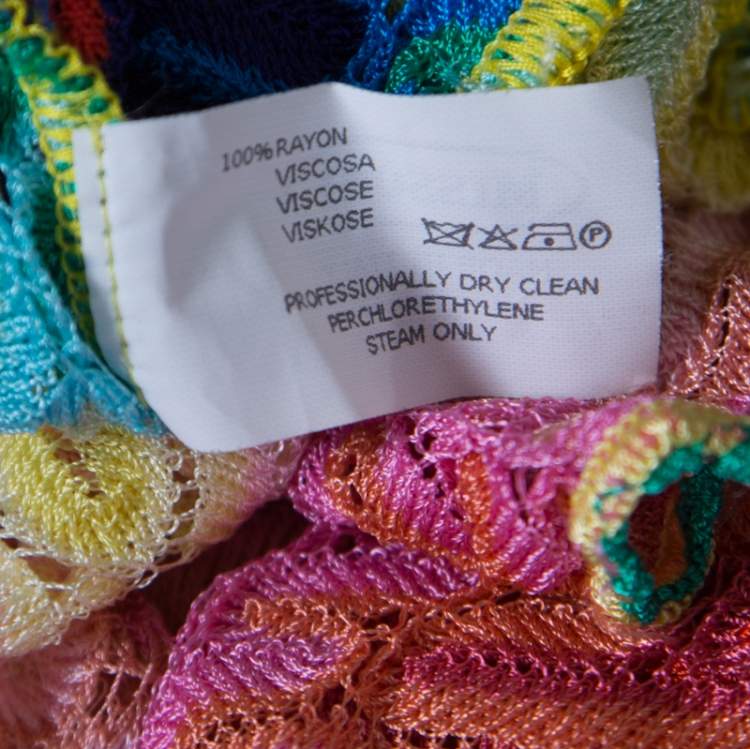 100% RAYON
VISCOSA
VISCOSE
VISKOSE
P
PROFESSIONALLY DRY CLEAN
PERCHLORETHYLENE
STEAM ONLY